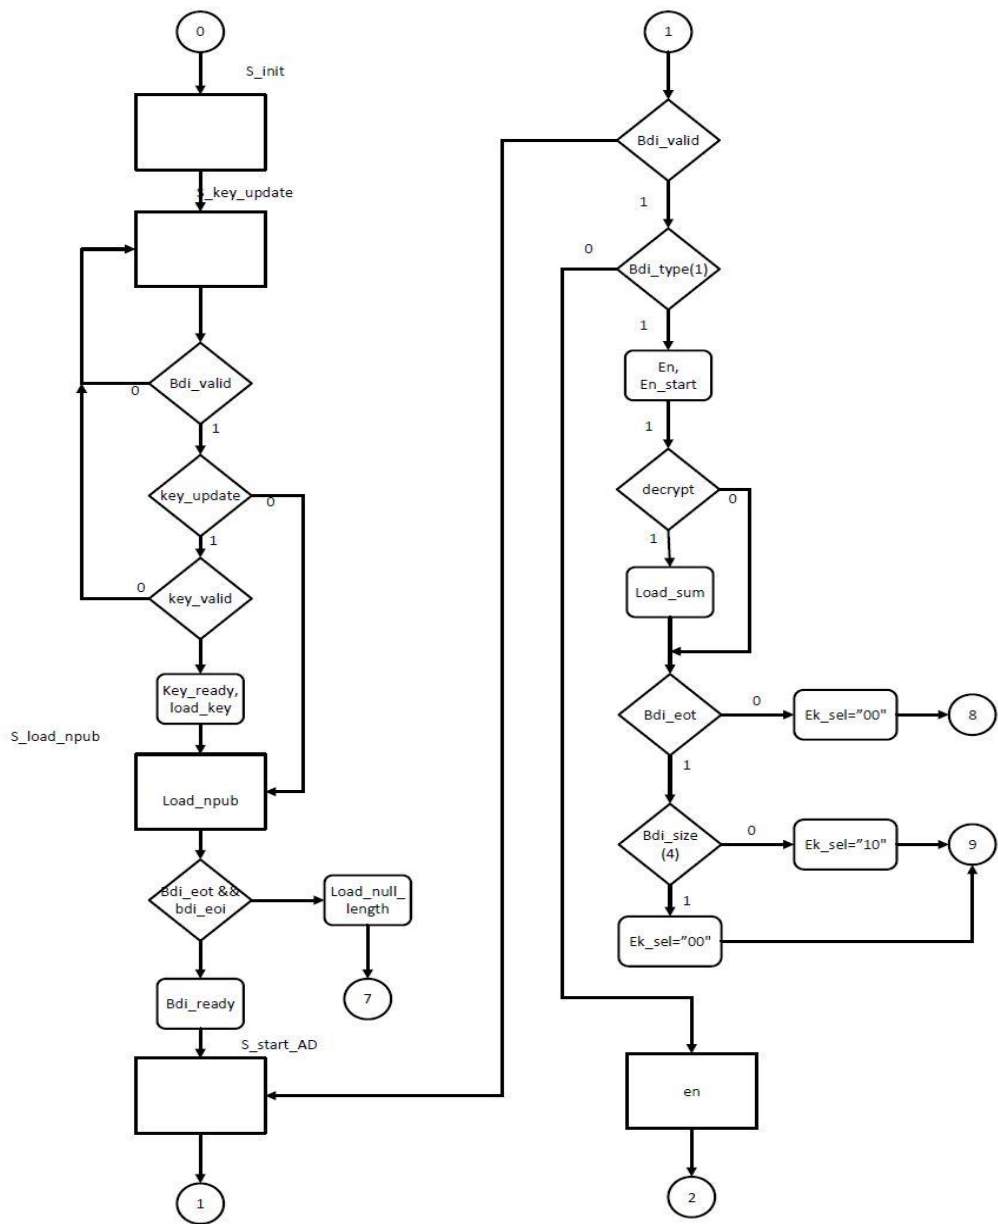 0
S_init
S_key_update
Bdi_valid
0
1
key_update
0
1
0
key_valid
Key_ready,
load_key
S_load_npub
Load_npub
Bdi_eot &&
bdi_eoi
Load_null_
length
Bdi_ready
7
S_start_AD
1
1
Bdi_valid
1
0
Bdi_type(1)
1
En,
En_start
1
decrypt
0
1
Load_sum
Bdi_eot
0
Ek_sel="00"
8
1
Bdi_size
(4)
0
Ek_sel=”10"
9
1
Ek_sel=”00"
en
2